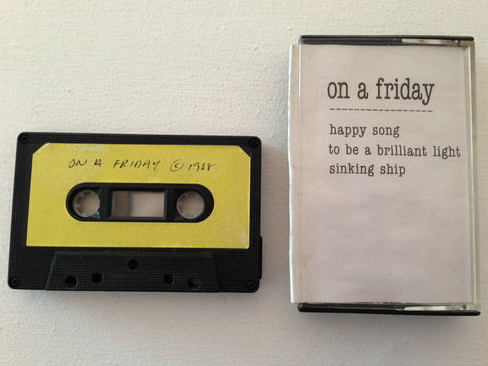 ON A FRIDAY © 1988
on a friday
--------------------
happy song
to be a brilliant light
sinking ship